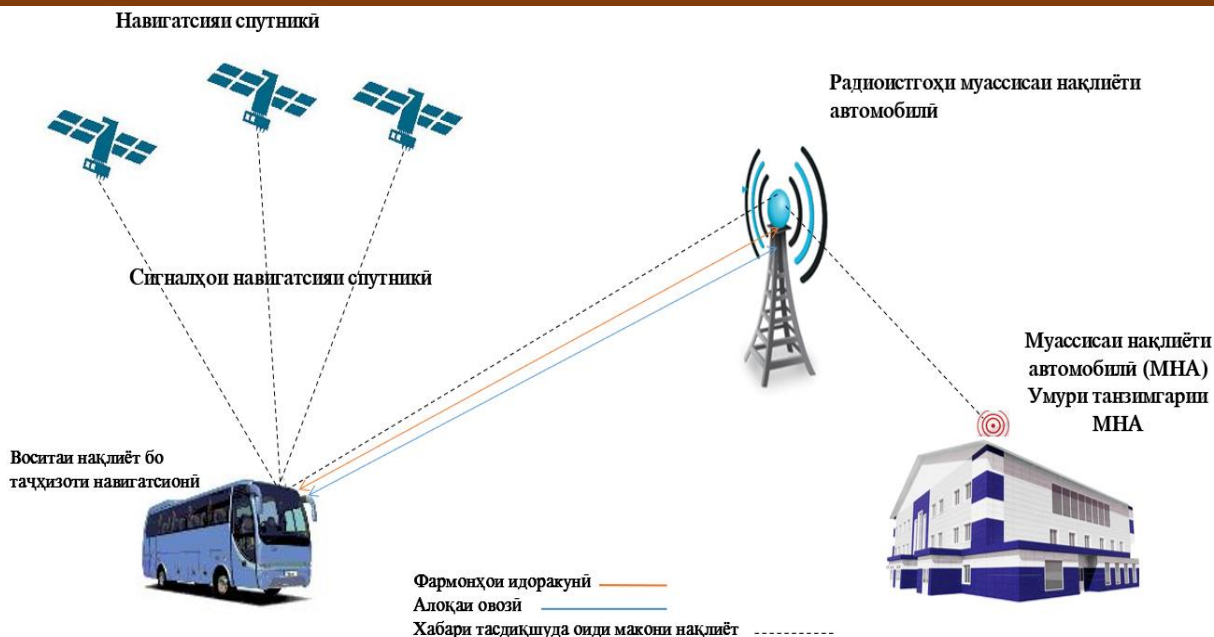 Навигатсияи спутникӣ
Радиоистгоҳи муассисаи нақлиёти
автомобилӣ
Сигналҳои навигатсияи спутникӣ
Муассисаи нақлиёти
автомобилӣ (МНА)
Умури танзимгарии
МНА
Воситаи нақлиёт бо
таҷҳизоти навигатсионӣ
Фармонҳои идоракунӣ
Алоқаи овозӣ
Хабари тасдиқшуда оиди макони нақлиёт